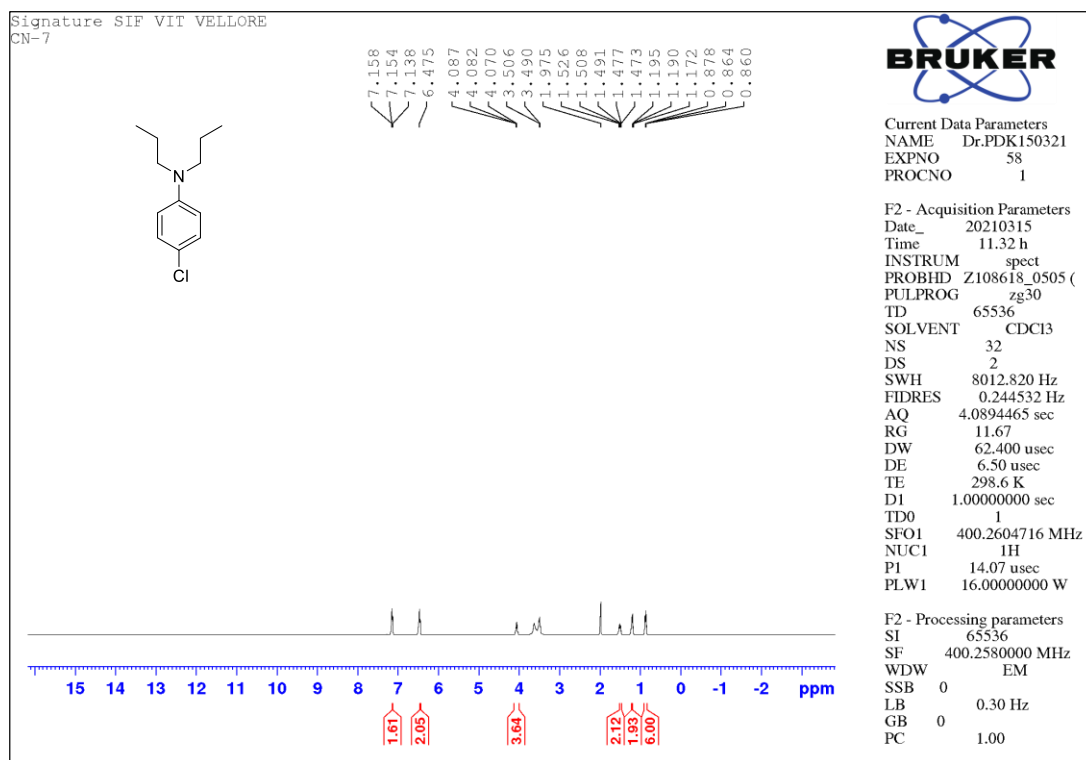 Signature SIF VIT VELLORE
CN-7
7.158
7.154
7.138
6.475
4.087
4.082
4.070
3.506
3.490
1.975
1.526
1.508
1.491
1.477
1.473
1.195
1.190
1.172
0.878
0.864
0.860
N
Cl
BRUKER
Current Data Parameters
NAME Dr.PDK150321
EXPNO 58
PROCNO 1
F2 - Acquisition Parameters
Date_ 20210315
Time 11.32 h
INSTRUM spect
PROBHD Z108618_0505 (
PULPROG zg30
TD 65536
SOLVENT CDCl3
NS 32
DS 2
SWH 8012.820 Hz
FIDRES 0.244532 Hz
AQ 4.0894465 sec
RG 11.67
DW 62.400 usec
DE 6.50 usec
TE 298.6 K
D1 1.00000000 sec
TD0 1
SFO1 400.2604716 MHz
NUC1 1H
P1 14.07 usec
PLW1 16.00000000 W
F2 - Processing parameters
SI 65536
SF 400.2580000 MHz
WDW EM
SSB 0
LB 0.30 Hz
GB 0
PC 1.00
15 14 13 12 11 10 9 8 7 6 5 4 3 2 1 0 -1 -2 ppm
1.61
2.05
3.64
2.12
1.93
6.00